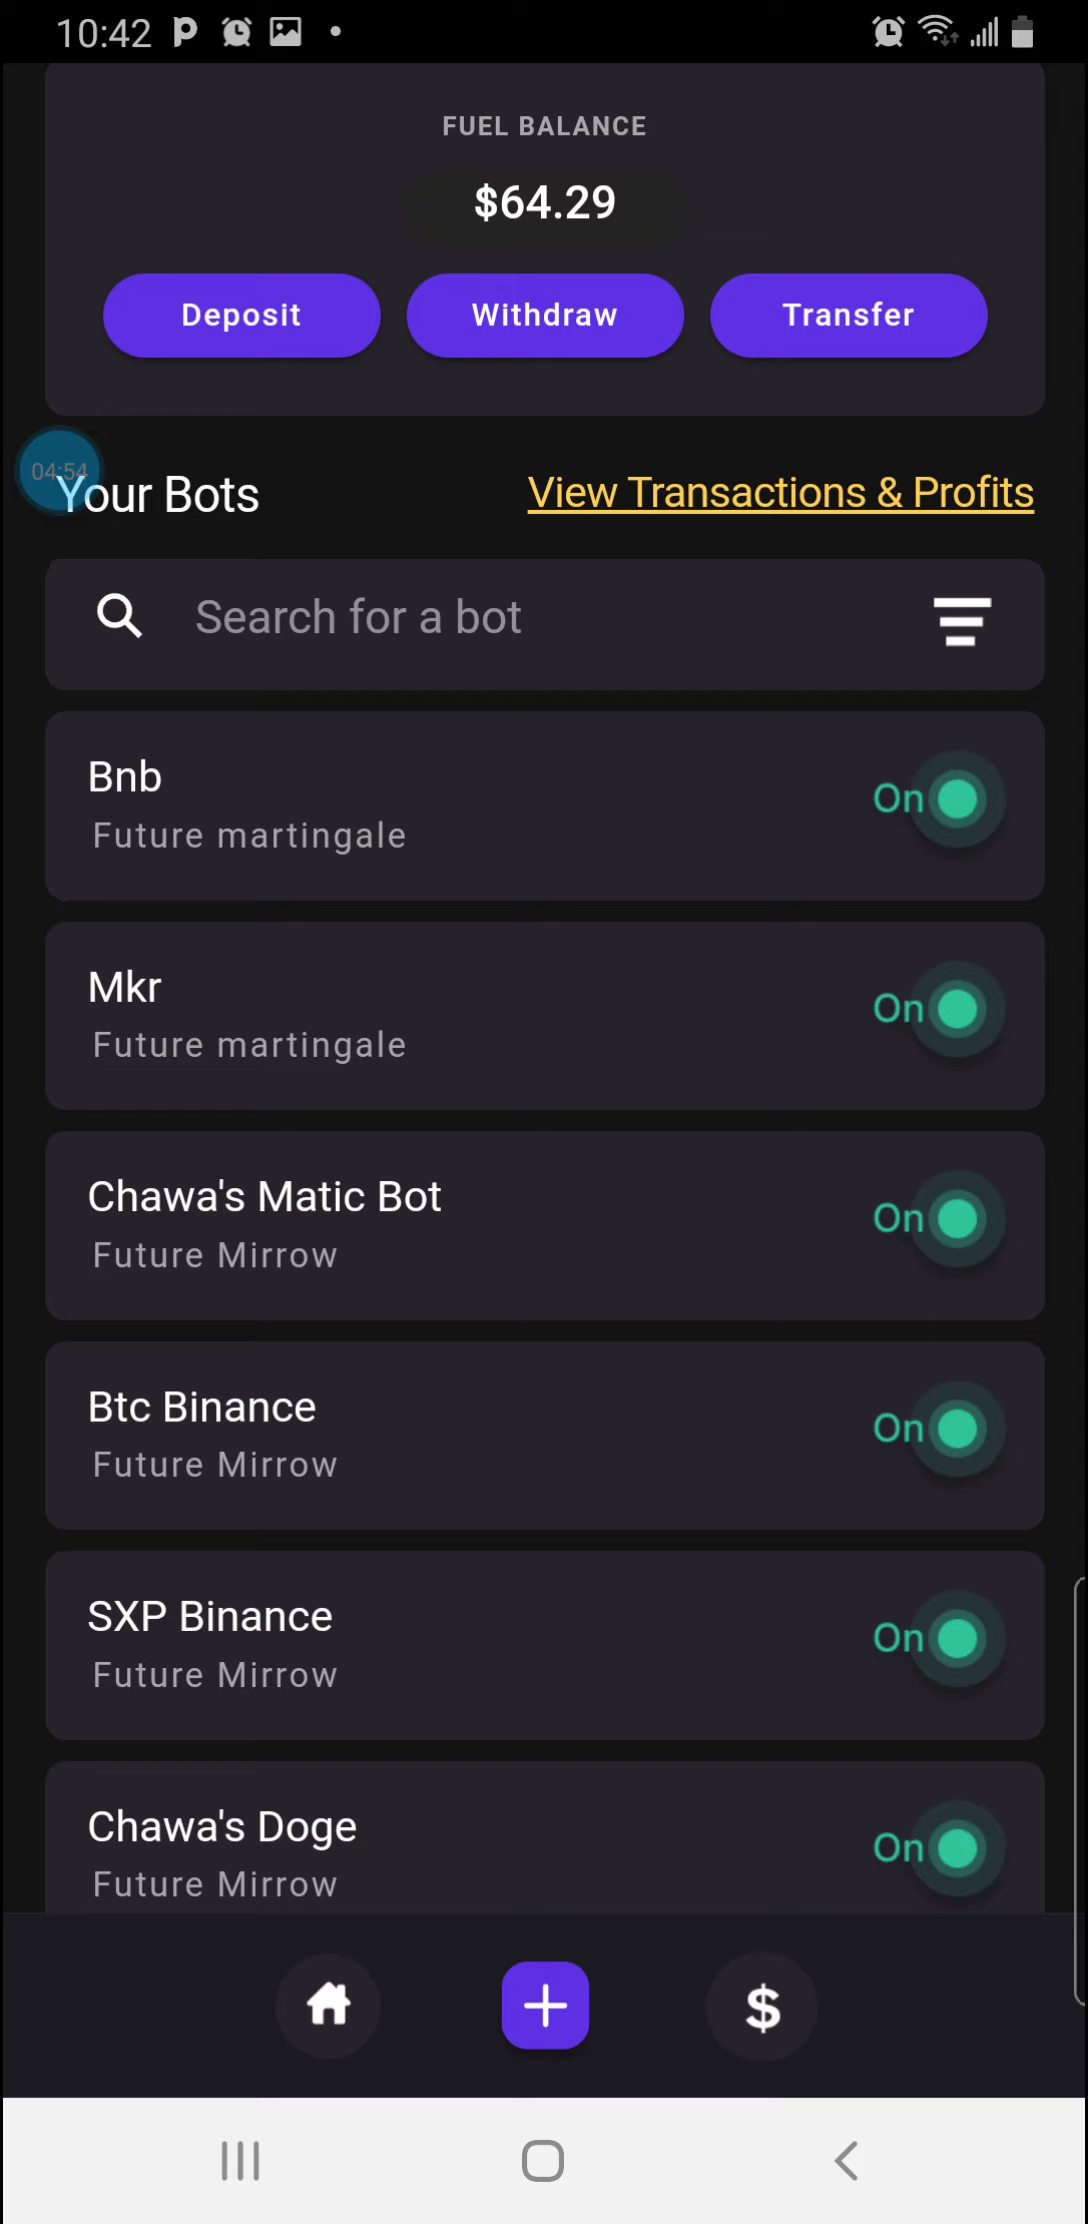 10:42
FUEL BALANCE
$64.29
Deposit Withdraw Transfer
04:54
Your Bots View Transactions & Profits
Search for a bot
Bnb
On
Future martingale
Mkr
On
Future martingale
Chawa's Matic Bot
On
Future Mirrow
Btc Binance
On
Future Mirrow
SXP Binance
On
Future Mirrow
Chawa's Doge
On
Future Mirrow